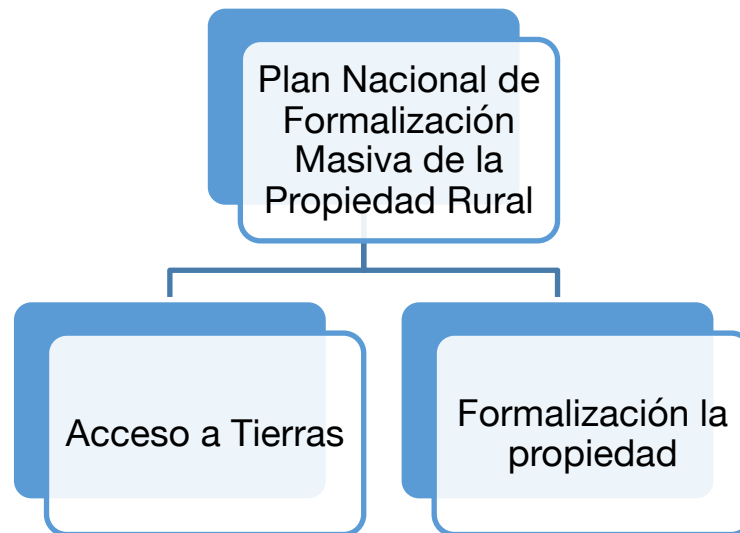 Plan Nacional de
Formalización
Masiva de la
Propiedad Rural
Acceso a Tierras
Formalización la
propiedad